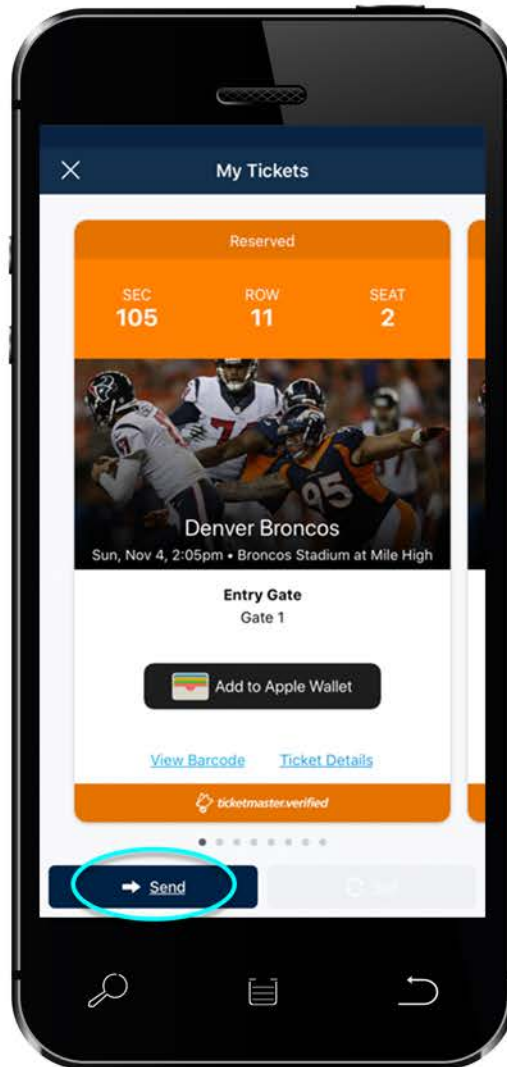 My Tickets
Reserved
SEC ROW SEAT
105 11 2
95
Denver Broncos
Sun, Nov 4, 2:05pm • Broncos Stadium at Mile High
Entry Gate
Gate 1
Add to Apple Wallet
View Barcode Ticket Details
ticketmaster.verified
Send